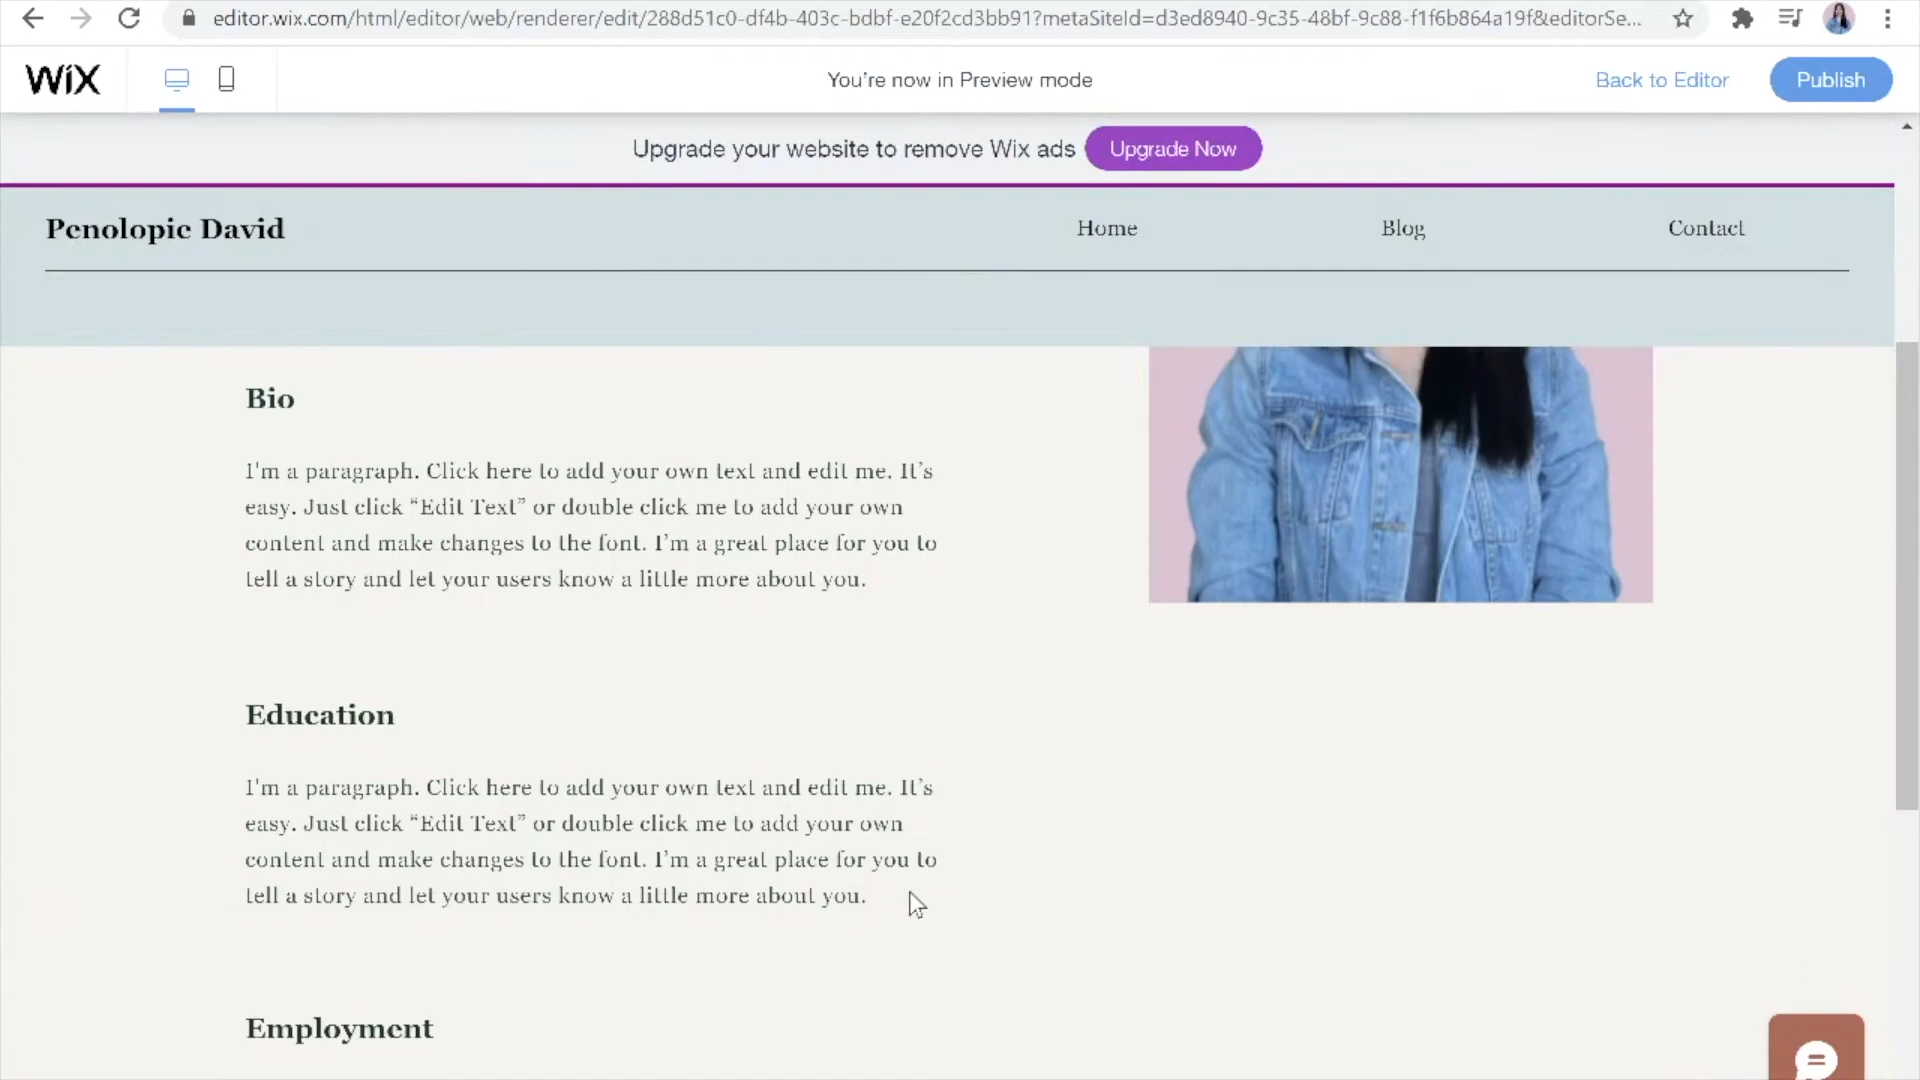 editor.wix.com/html/editor/web/renderer/edit/288d51c0-df4b-403c-bdbf-e20f2cd3bb91?metaSiteId=d3ed8940-9c35-48bf-9c88-f1f6b864a19f&editorSe...
WiX
You're now in Preview mode
Back to Editor
Publish
Upgrade your website to remove Wix ads
Upgrade Now
Penolopie David
Home
Blog
Contact
Bio
I'm a paragraph. Click here to add your own text and edit me. It's
easy. Just click “Edit Text” or double click me to add your own
content and make changes to the font. I'm a great place for you to
tell a story and let your users know a little more about you.
Education
I'm a paragraph. Click here to add your own text and edit me. It's
easy. Just click “Edit Text” or double click me to add your own
content and make changes to the font. I'm a great place for you to
tell a story and let your users know a little more about you.
Employment